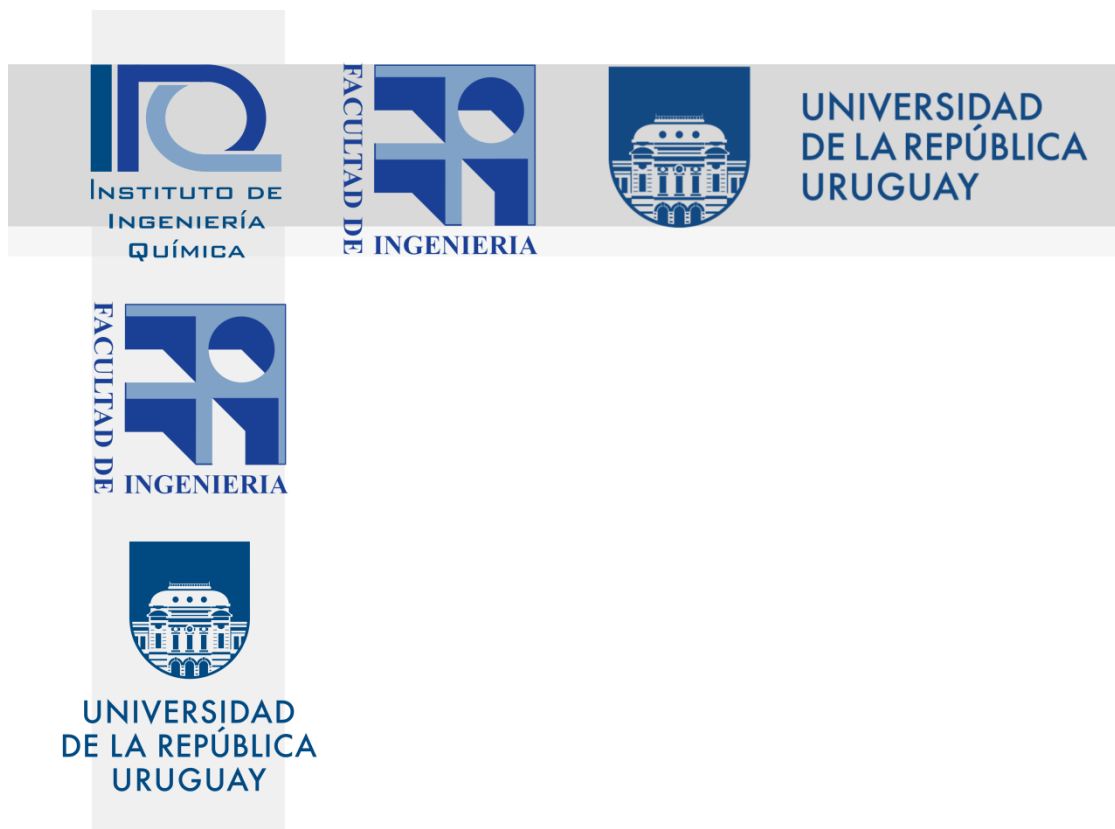 INSTITUTO DE
INGENIERÍA
QUÍMICA
FACULTAD DE
INGENIERIA
UNIVERSIDAD
DE LA REPÚBLICA
URUGUAY
FACULTAD DE
INGENIERIA
UNIVERSIDAD
DE LA REPÚBLICA
URUGUAY